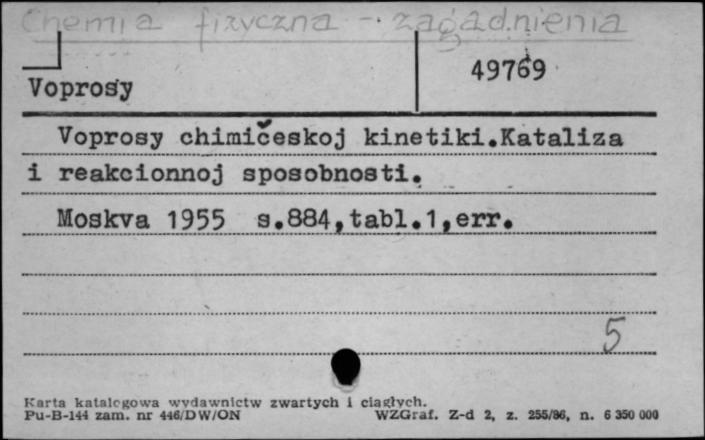 Chemia fizyczna - zagadnienia
49769
Voprosy
Voprosy chimičeskoj kinetiki.Kataliza
i reakcionnoj sposobnosti.
Moskva 1955 s.884,tabl.1,err.
5
Karta katalogowa wydawnictw zwartych i ciągłych.
Pu-B-144 zam. nr 446/DW/ON WZGraf. Z-d 2, z. 255/86, n. 6 350 000